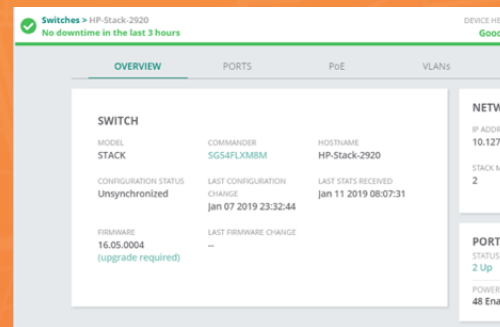 Switches > HP-Stack-2920
No downtime in the last 3 hours
DEVICE HE
Good
OVERVIEW PORTS PoE VLANs
SWITCH
MODEL COMMANDER HOSTNAME
STACK SG54FLXM8M HP-Stack-2920
CONFIGURATION STATUS LAST CONFIGURATION CHANGE LAST STATS RECEIVED
Unsynchronized Jan 07 2019 23:32:44 Jan 11 2019 08:07:31
FIRMWARE LAST FIRMWARE CHANGE
16.05.0004 --
(upgrade required)
NETW
IP ADDR
10.127
STACK M
2
PORT
STATUS
2 Up
POWER
48 Ena